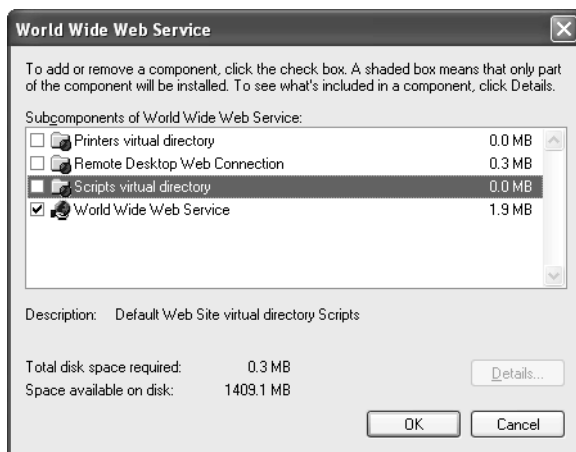 World Wide Web Service
To add or remove a component, click the check box. A shaded box means that only part
of the component will be installed. To see what's included in a component, click Details.
Subcomponents of World Wide Web Service:
Printers virtual directory 0.0 MB
Remote Desktop Web Connection 0.3 MB
Scripts virtual directory 0.0 MB
World Wide Web Service 1.9 MB
Description: Default Web Site virtual directory Scripts
Total disk space required: 0.3 MB
Space available on disk: 1409.1 MB
Details...
OK Cancel